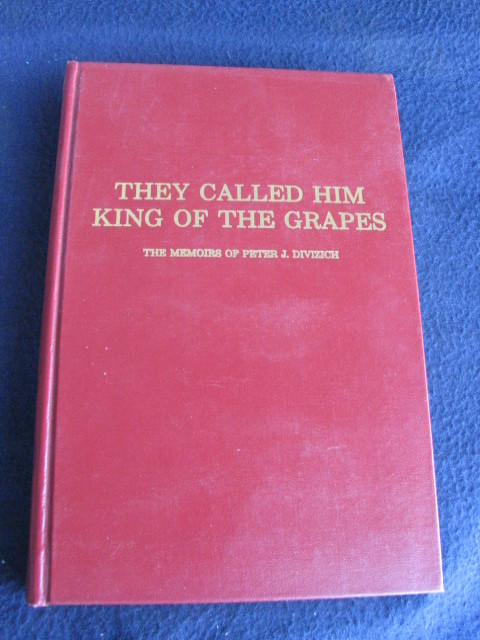 THEY CALLED HIM
KING OF THE GRAPES
THE MEMOIRS OF PETER J. DIVIZICH